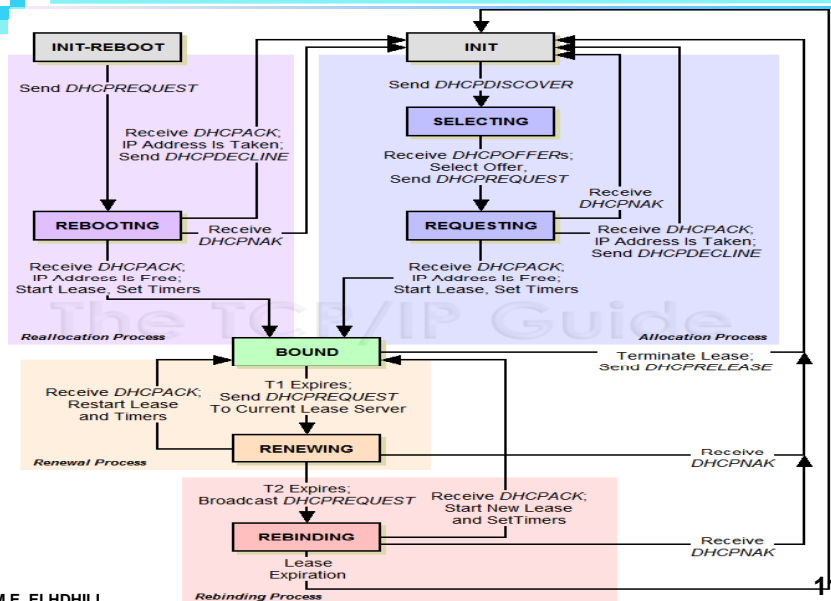 INIT-REBOOT
INIT
Send DHCPREQUEST
Send DHCPDISCOVER
SELECTING
Receive DHCPACK;
IP Address Is Taken;
Send DHCPDECLINE
Receive DHCPOFFERs;
Select Offer,
Send DHCPREQUEST
Receive
DHCPNAK
REBOOTING
Receive
DHCPNAK
REQUESTING
Receive DHCPACK;
IP Address Is Taken;
Send DHCPDECLINE
Receive DHCPACK;
IP Address Is Free;
Start Lease, Set Timers
Receive DHCPACK;
IP Address Is Free;
Start Lease, Set Timers
The TCP/IP Guide
Reallocation Process
Allocation Process
BOUND
Terminate Lease;
Send DHCPRELEASE
Receive DHCPACK;
Restart Lease
and Timers
T1 Expires;
Send DHCPREQUEST
To Current Lease Server
RENEWING
Receive
DHCPNAK
Renewal Process
T2 Expires;
Broadcast DHCPREQUEST
Receive DHCPACK;
Start New Lease
and SetTimers
REBINDING
Receive
DHCPNAK
Lease
Expiration
Rebinding Process
M.E. ELHDHILI